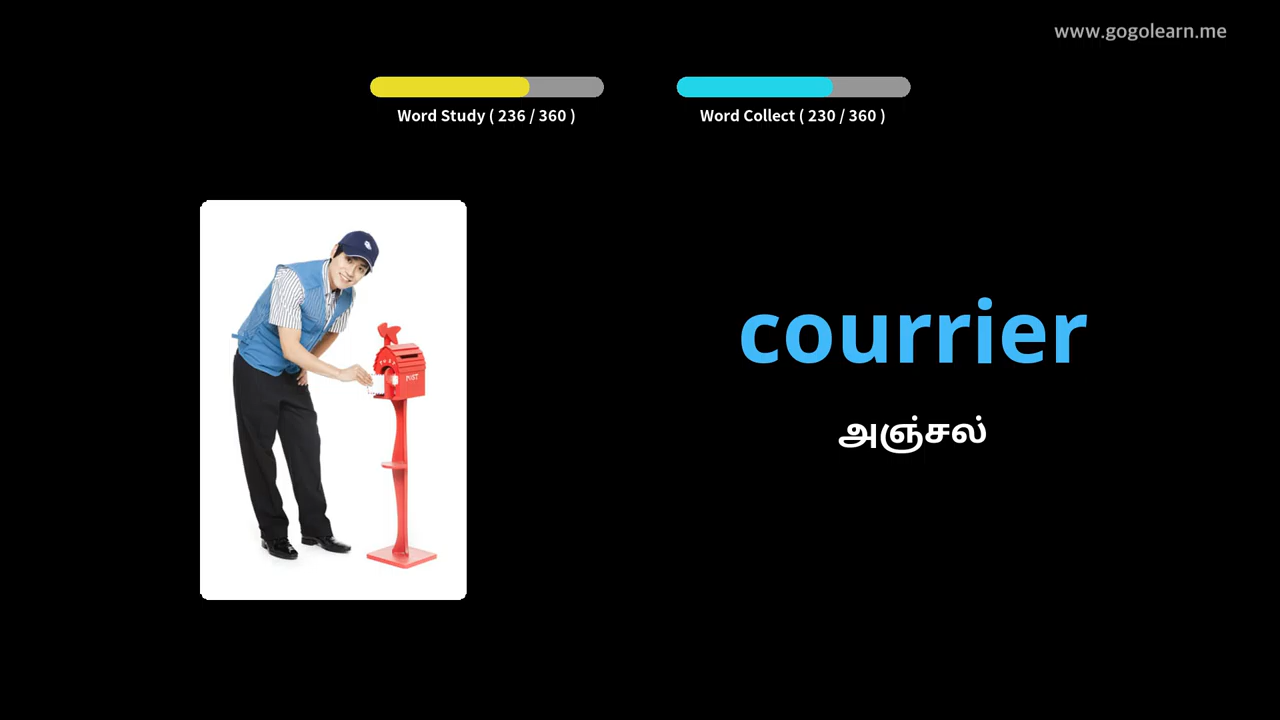 www.gogolearn.me
Word Study ( 236 / 360 )
Word Collect ( 230 / 360 )
POST
courrier
அஞ்சல்